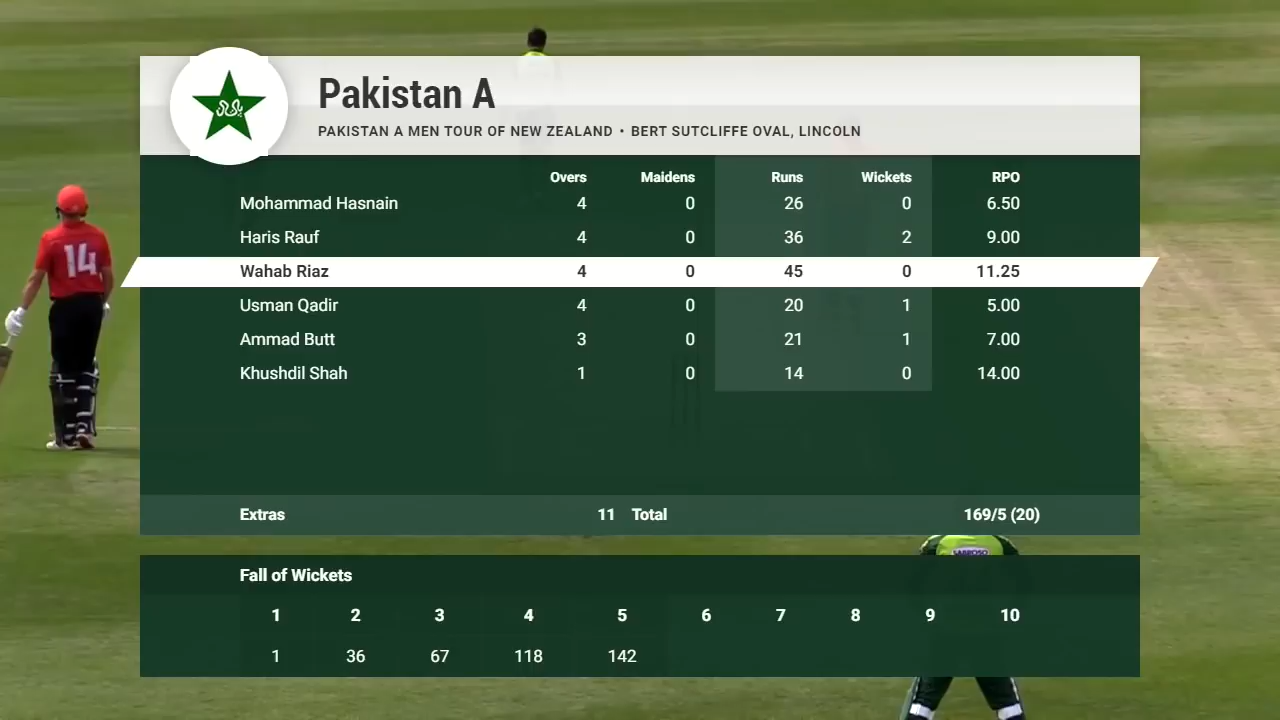 Pakistan A
PAKISTAN A MEN TOUR OF NEW ZEALAND • BERT SUTCLIFFE OVAL, LINCOLN
Overs Maidens Runs Wickets RPO
Mohammad Hasnain 4 0 26 0 6.50
Haris Rauf 4 0 36 2 9.00
14
Wahab Riaz 4 0 45 0 11.25
Usman Qadir 4 0 20 1 5.00
Ammad Butt 3 0 21 1 7.00
Khushdil Shah 1 0 14 0 14.00
Extras 11 Total 169/5 (20)
SABROSO
Fall of Wickets
1 2 3 4 5 6 7 8 9 10
1 36 67 118 142